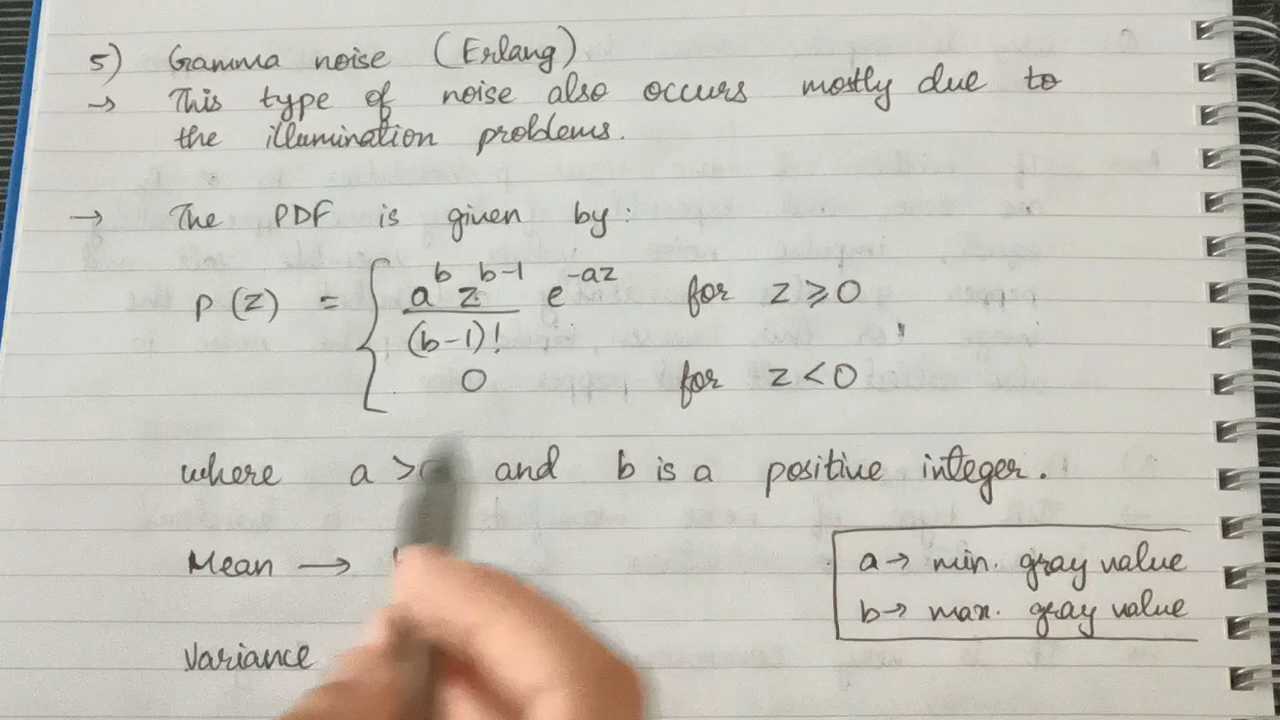 5) Gamma noise (Erlang)
→ This type of noise also occurs mostly due to
the illumination problems.
→ The PDF is given by:
P(z) = { a^b z^(b-1) / (b-1)! e^(-az) for z ≥ 0
0 for z < 0
where a > and b is a positive integer.
Mean →
a → min. gray value
b → max. gray value
Variance